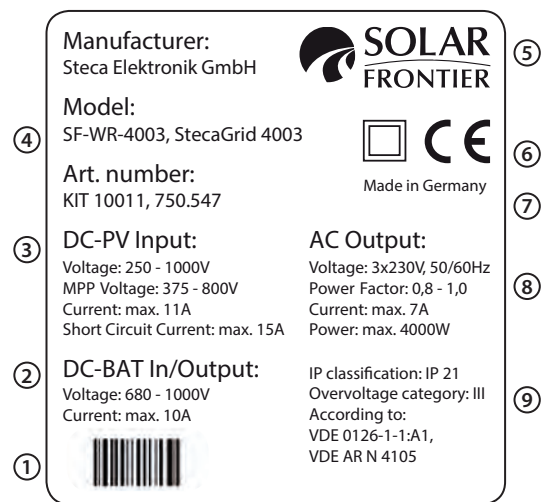 Manufacturer:
Steca Elektronik GmbH
SOLAR
FRONTIER
5
Model:
4
SF-WR-4003, StecaGrid 4003
CE
6
Art. number:
KIT 10011, 750.547
Made in Germany
7
3
DC-PV Input:
Voltage: 250 - 1000V
MPP Voltage: 375 - 800V
Current: max. 11A
Short Circuit Current: max. 15A
AC Output:
Voltage: 3x230V, 50/60Hz
Power Factor: 0,8 - 1,0
Current: max. 7A
Power: max. 4000W
8
2
DC-BAT In/Output:
Voltage: 680 - 1000V
Current: max. 10A
IP classification: IP 21
Overvoltage category: III
According to:
VDE 0126-1-1:A1,
VDE AR N 4105
9
1